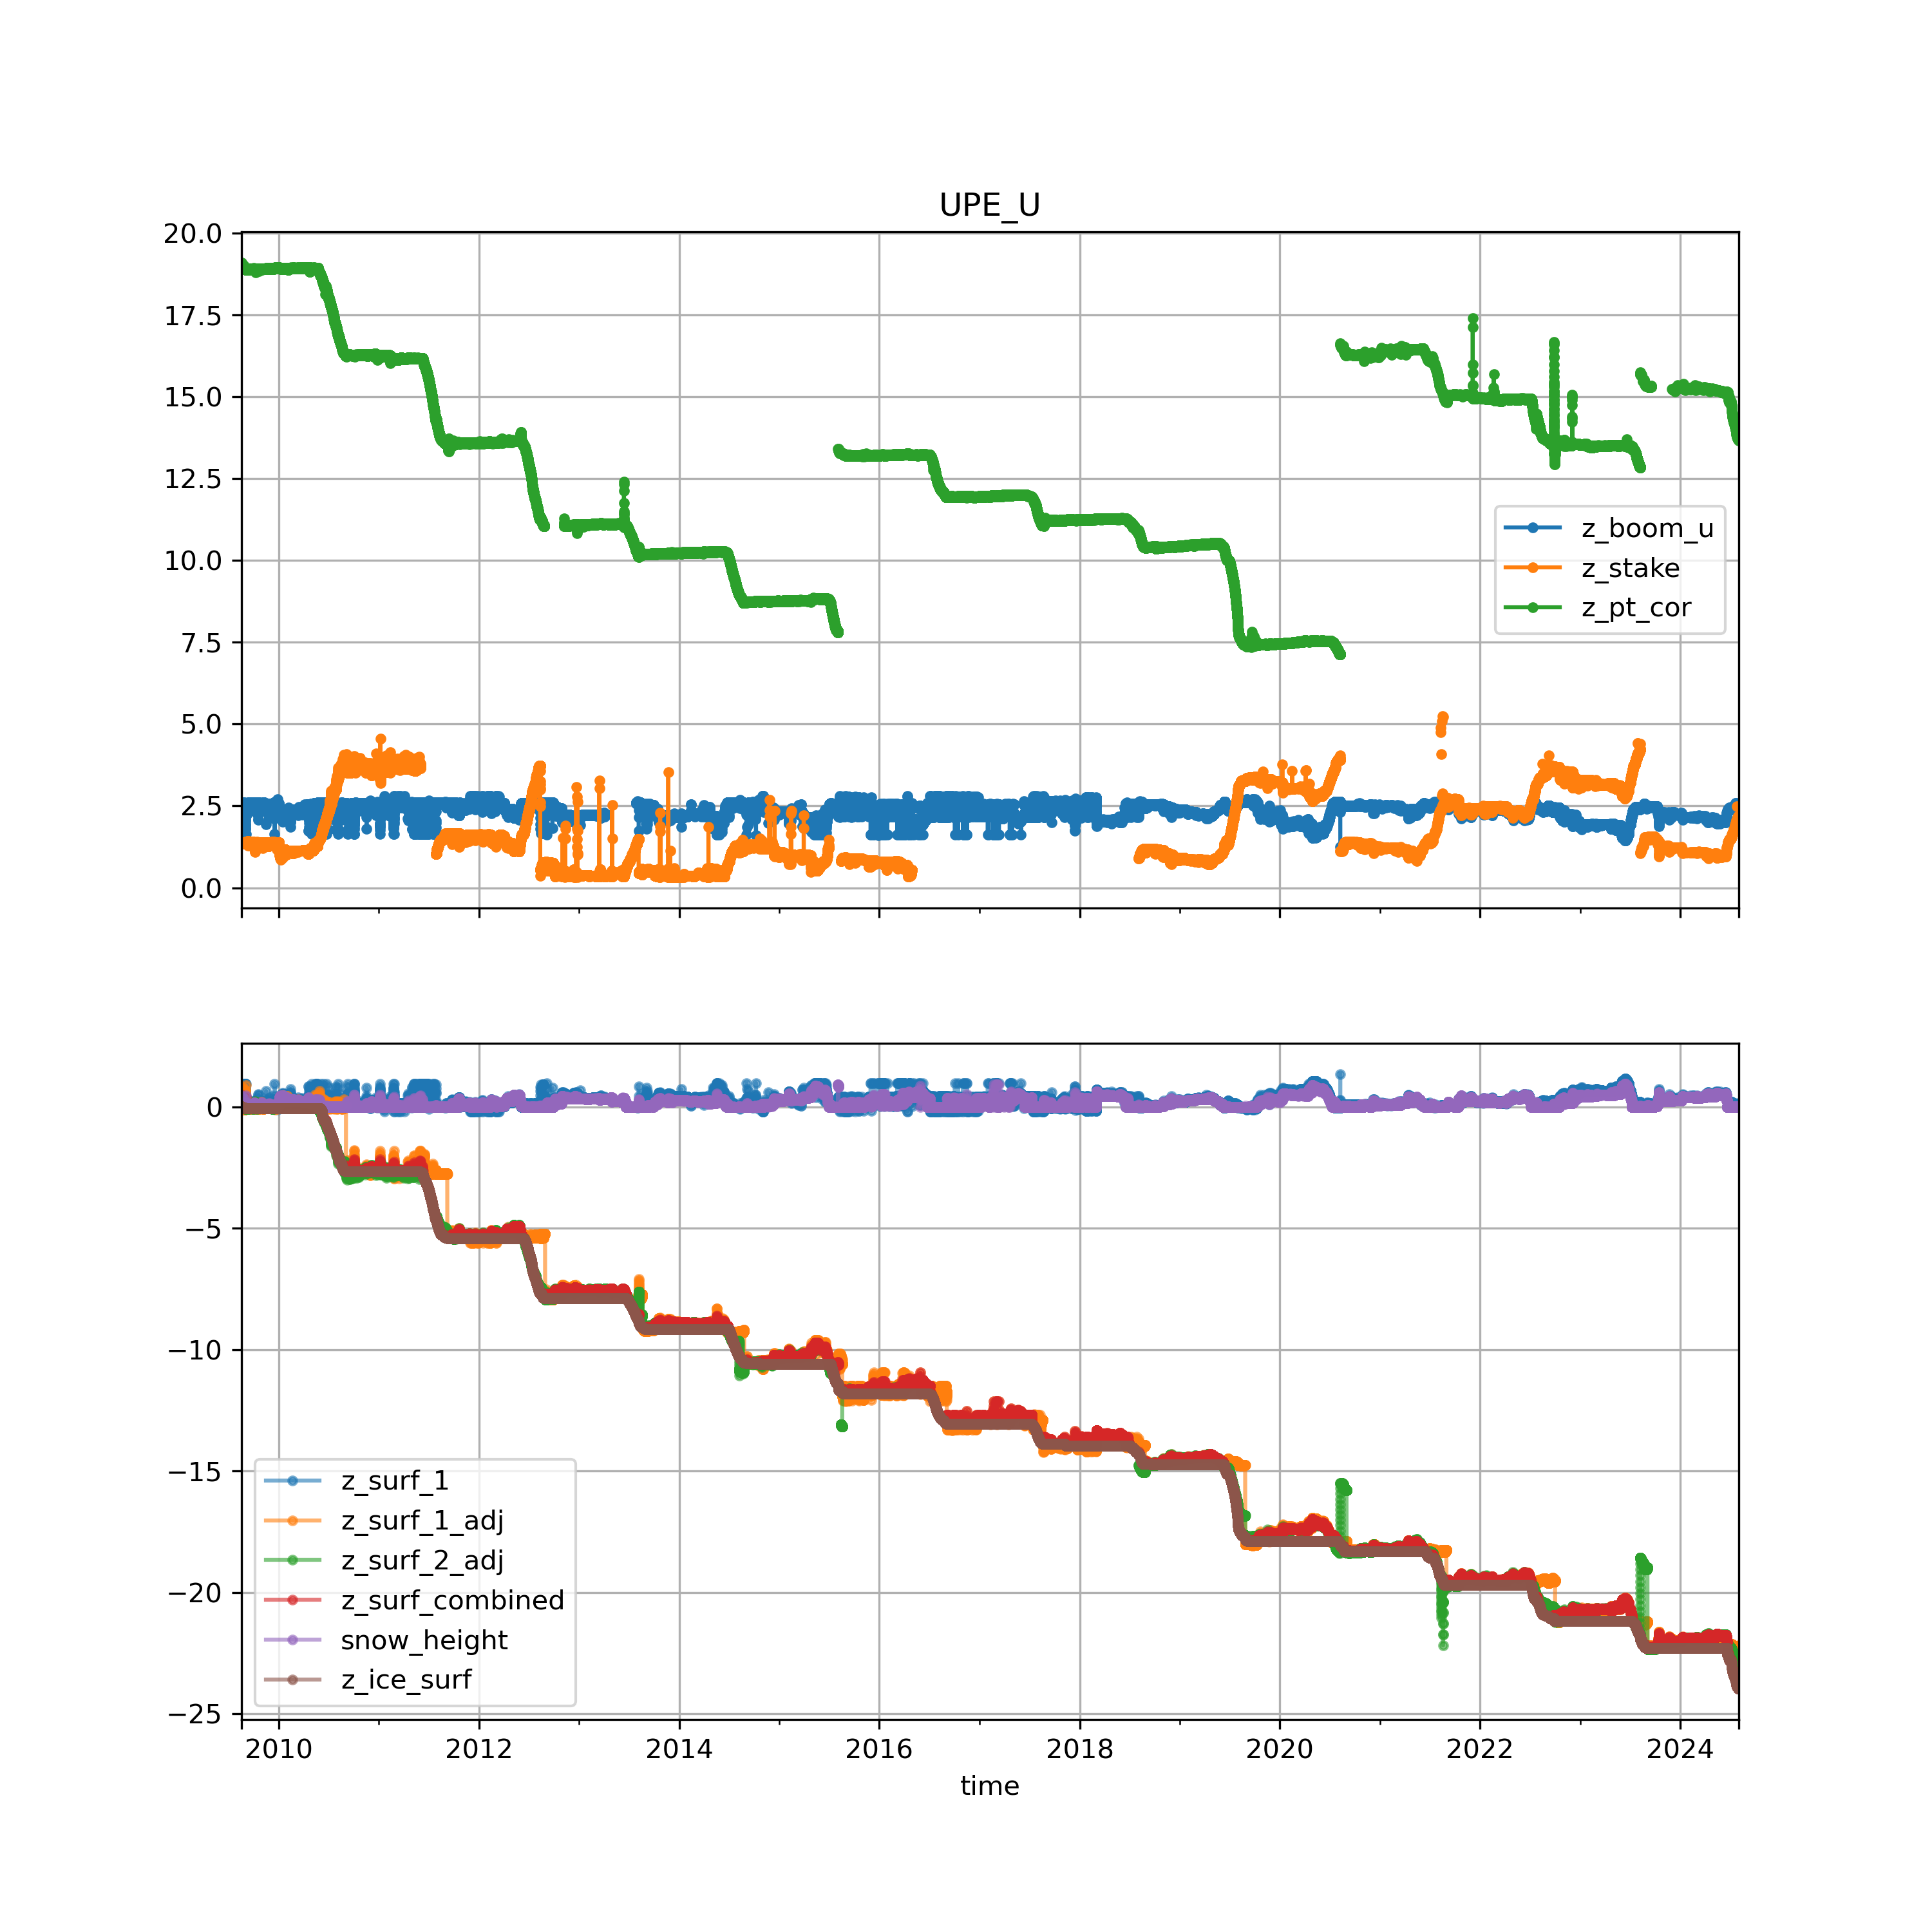 UPE_U
20.0
17.5
15.0
12.5
10.0
7.5
5.0
2.5
0.0
z_boom_u
z_stake
z_pt_cor
0
−5
−10
−15
−20
−25
z_surf_1
z_surf_1_adj
z_surf_2_adj
z_surf_combined
snow_height
z_ice_surf
2010 2012 2014 2016 2018 2020 2022 2024
time